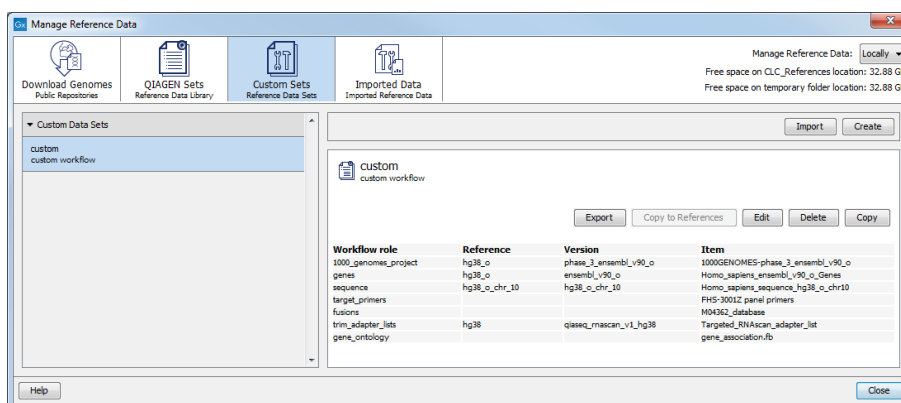 Gx Manage Reference Data
Download Genomes
Public Repositories
QIAGEN Sets
Reference Data Library
Custom Sets
Reference Data Sets
Imported Data
Imported Reference Data
Manage Reference Data: Locally
Free space on CLC_References location: 32.88 G
Free space on temporary folder location: 32.88 G
Custom Data Sets
custom
custom workflow
Import Create
custom
custom workflow
Export Copy to References Edit Delete Copy
Workflow role Reference Version Item
1000_genomes_project hg38_o phase_3_ensembl_v90_o 1000GENOMES-phase_3_ensembl_v90_o
genes hg38_o ensembl_v90_o Homo_sapiens_ensembl_v90_o_Genes
sequence hg38_o_chr_10 hg38_o_chr_10 Homo_sapiens_sequence_hg38_o_chr10
target_primers FHS-3001Z panel primers
fusions M04362_database
trim_adapter_lists hg38 qiaseq_rnascan_v1_hg38 Targeted_RNAscan_adapter_list
gene_ontology gene_association.fb
Help Close